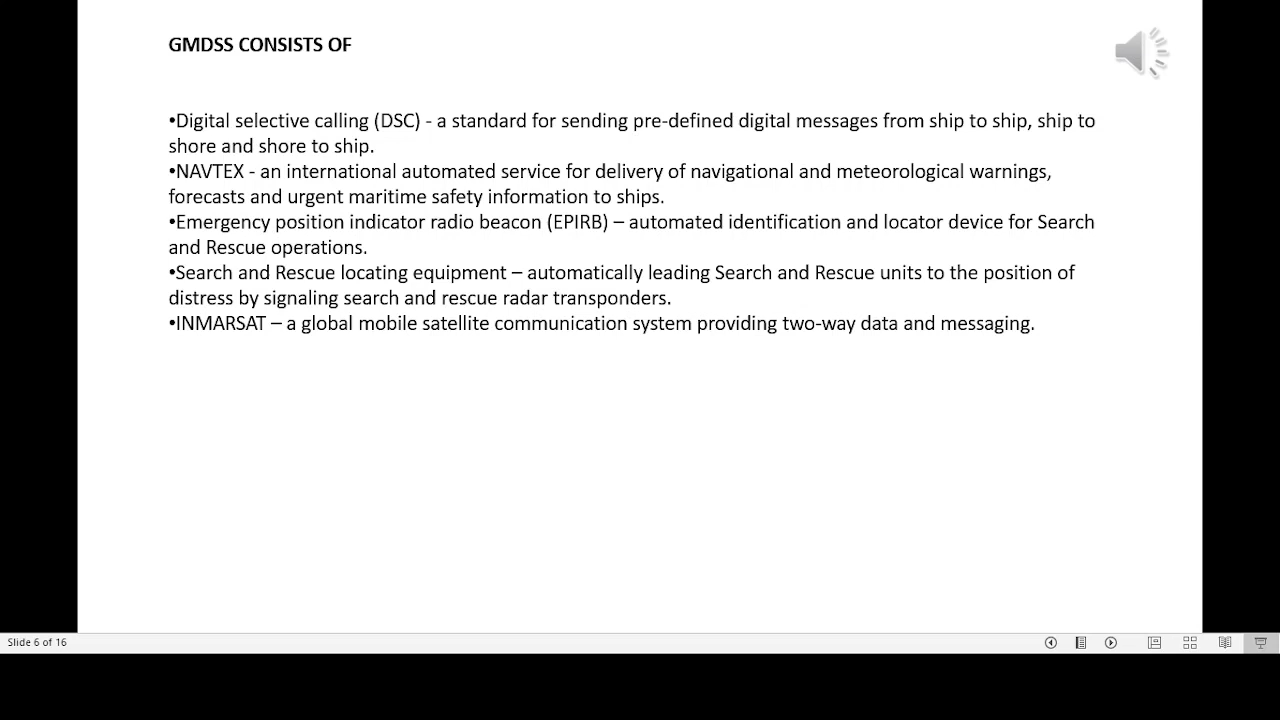 GMDSS CONSISTS OF
•Digital selective calling (DSC) - a standard for sending pre-defined digital messages from ship to ship, ship to
shore and shore to ship.
•NAVTEX - an international automated service for delivery of navigational and meteorological warnings,
forecasts and urgent maritime safety information to ships.
•Emergency position indicator radio beacon (EPIRB) – automated identification and locator device for Search
and Rescue operations.
•Search and Rescue locating equipment – automatically leading Search and Rescue units to the position of
distress by signaling search and rescue radar transponders.
•INMARSAT – a global mobile satellite communication system providing two-way data and messaging.
Slide 6 of 16